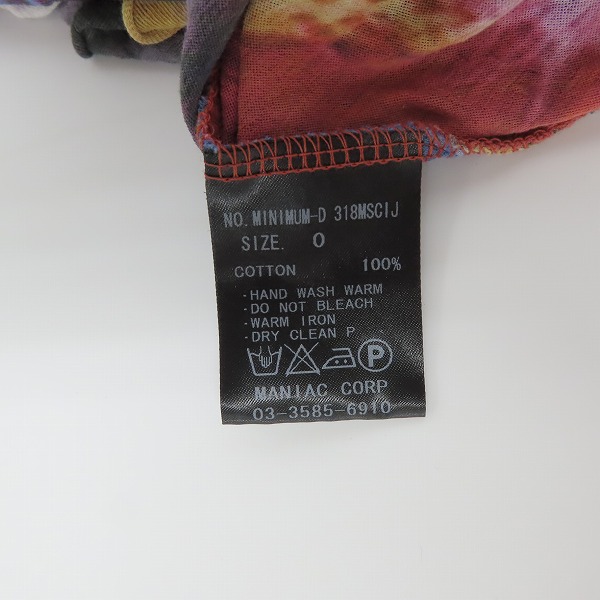 NO. MINIMUM-D 318MSCIJ
SIZE. 0
COTTON 100%
·HAND WASH WARM
·DO NOT BLEACH
·WARM IRON
·DRY CLEAN P
P
MANIAC CORP
03-3585-6910